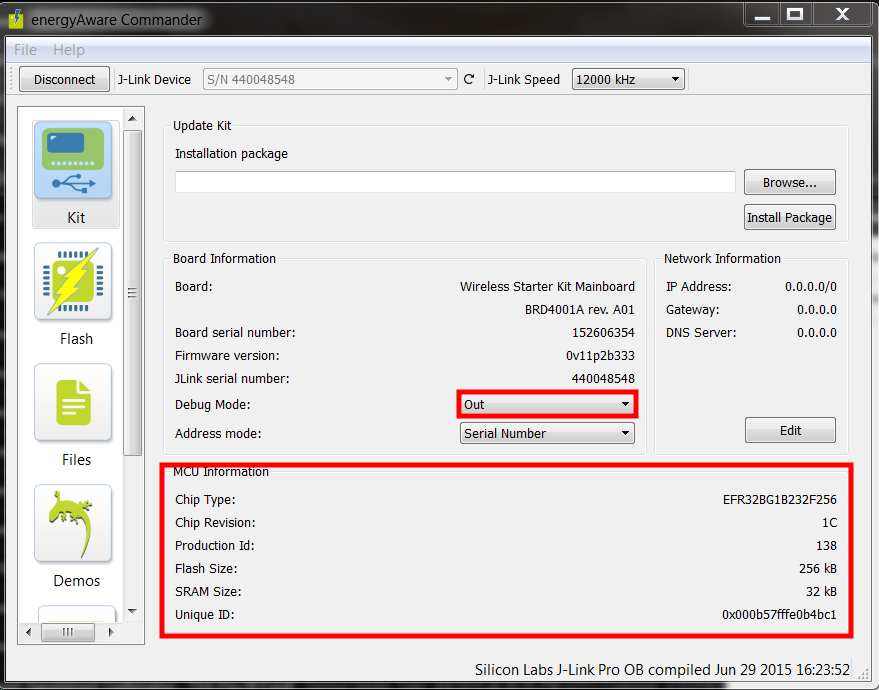 energyAware Commander
File Help
Disconnect J-Link Device S/N 440048548 J-Link Speed 12000 kHz
Kit
Flash
Files
Demos
Update Kit
Installation package
Browse...
Install Package
Board Information
Board: Wireless Starter Kit Mainboard
BRD4001A rev. A01
Board serial number: 152606354
Firmware version: 0v11p2b333
JLink serial number: 440048548
Debug Mode: Out
Address mode: Serial Number
Network Information
IP Address: 0.0.0.0/0
Gateway: 0.0.0.0
DNS Server: 0.0.0.0
Edit
MCU Information
Chip Type: EFR32BG1B232F256
Chip Revision: 1C
Production Id: 138
Flash Size: 256 kB
SRAM Size: 32 kB
Unique ID: 0x000b57fffe0b4bc1
Silicon Labs J-Link Pro OB compiled Jun 29 2015 16:23:52